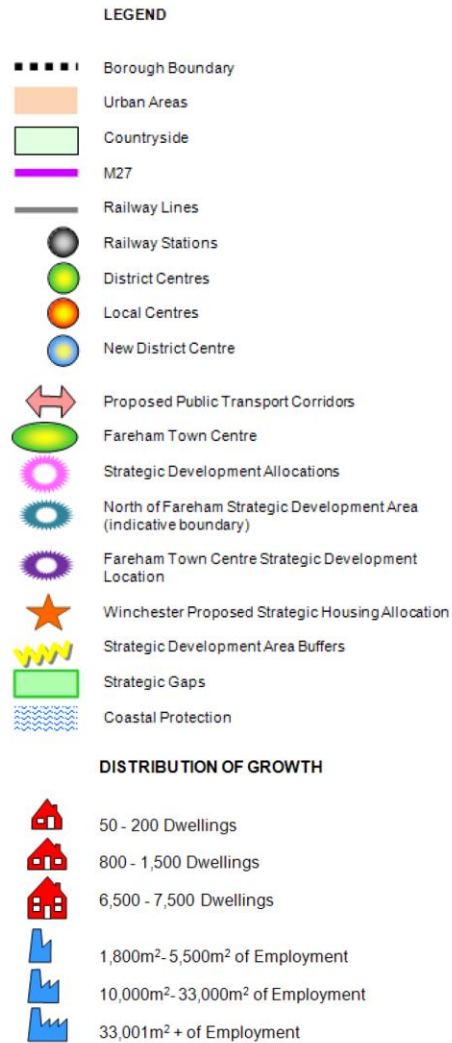 LEGEND
Borough Boundary
Urban Areas
Countryside
M27
Railway Lines
Railway Stations
District Centres
Local Centres
New District Centre
Proposed Public Transport Corridors
Fareham Town Centre
Strategic Development Allocations
North of Fareham Strategic Development Area
(indicative boundary)
Fareham Town Centre Strategic Development
Location
Winchester Proposed Strategic Housing Allocation
Strategic Development Area Buffers
Strategic Gaps
Coastal Protection
DISTRIBUTION OF GROWTH
50 - 200 Dwellings
800 - 1,500 Dwellings
6,500 - 7,500 Dwellings
1,800m²- 5,500m² of Employment
10,000m²- 33,000m² of Employment
33,001m² + of Employment